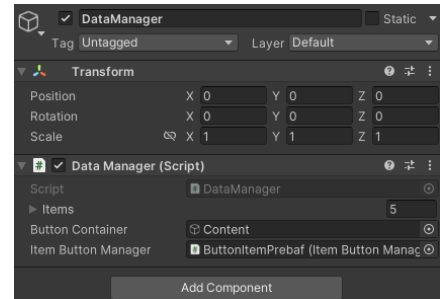 DataManager Static
Tag Untagged Layer Default
Transform
Position X 0 Y 0 Z 0
Rotation X 0 Y 0 Z 0
Scale X 1 Y 1 Z 1
# Data Manager (Script)
Script # DataManager
Items 5
Button Container Content
Item Button Manager # ButtonItemPrebaf (Item Button Manag
Add Component